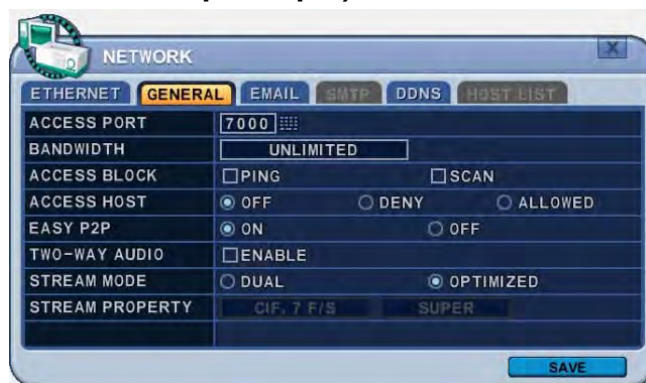 NETWORK
X
ETHERNET GENERAL EMAIL SMTP DDNS HOST LIST
ACCESS PORT 7000
BANDWIDTH UNLIMITED
ACCESS BLOCK PING SCAN
ACCESS HOST OFF DENY ALLOWED
EASY P2P ON OFF
TWO-WAY AUDIO ENABLE
STREAM MODE DUAL OPTIMIZED
STREAM PROPERTY CIF, 7 F/S SUPER
SAVE